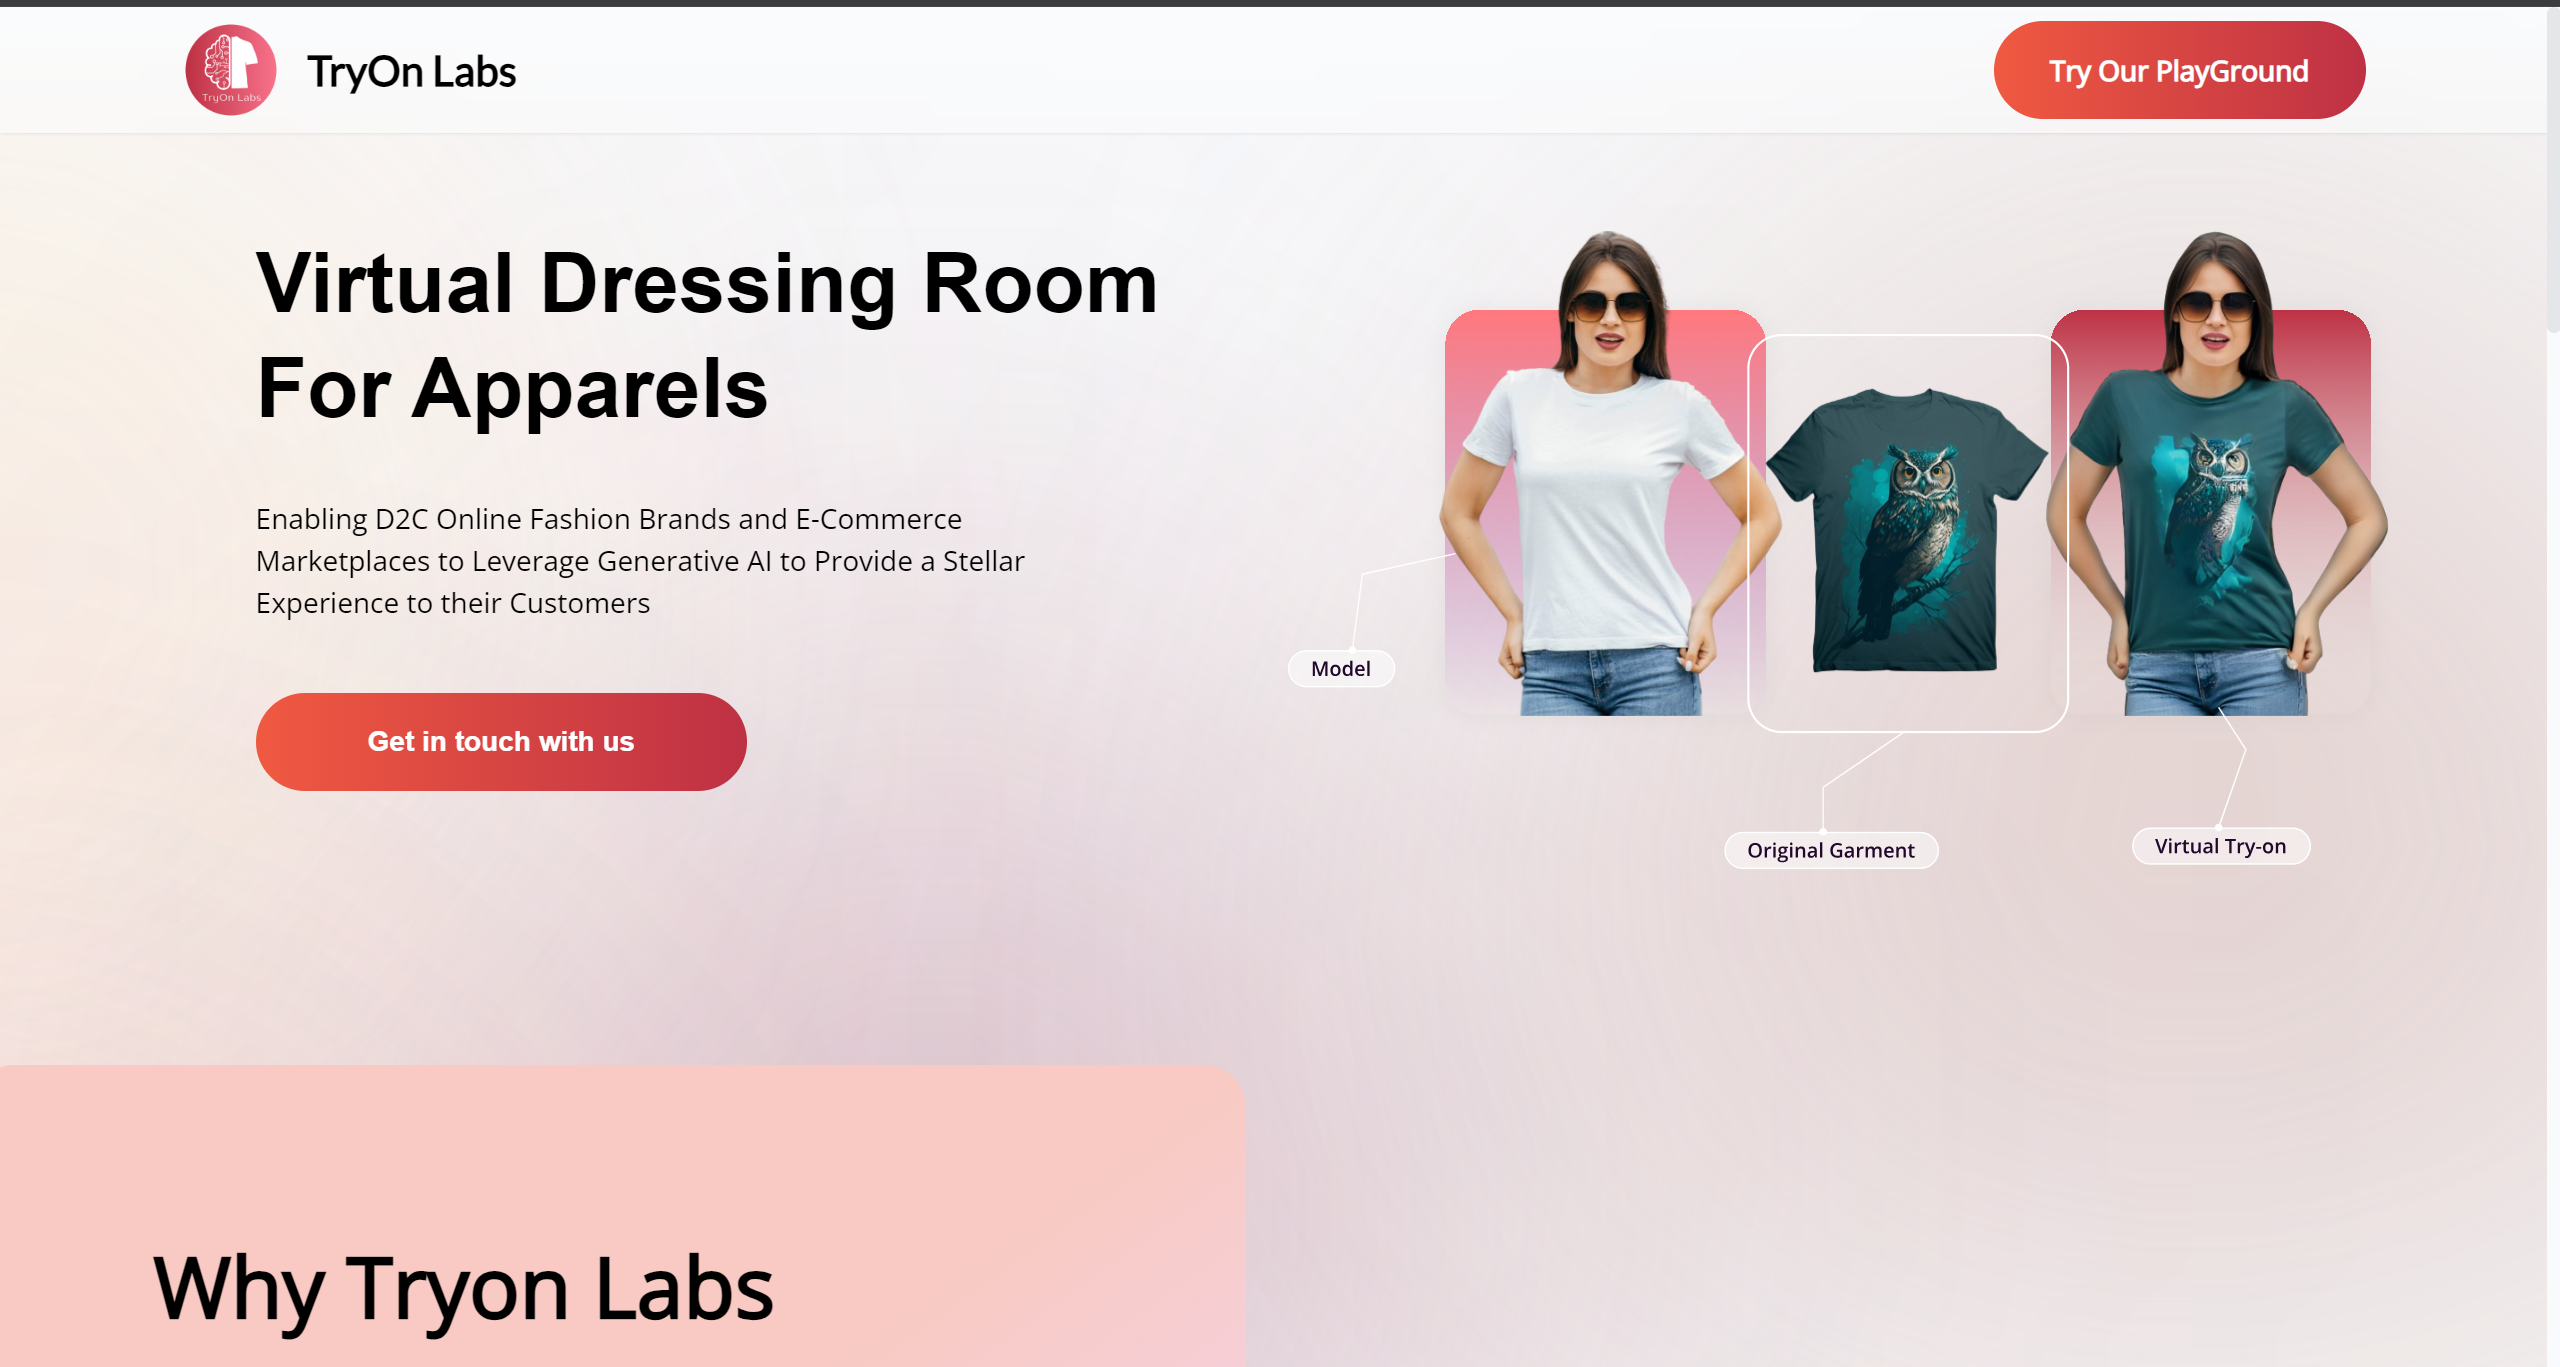 TryOn Labs
TryOn Labs
Try Our PlayGround
Virtual Dressing Room
For Apparels
Enabling D2C Online Fashion Brands and E-Commerce
Marketplaces to Leverage Generative AI to Provide a Stellar
Experience to their Customers
Get in touch with us
Model
Original Garment
Virtual Try-on
Why Tryon Labs